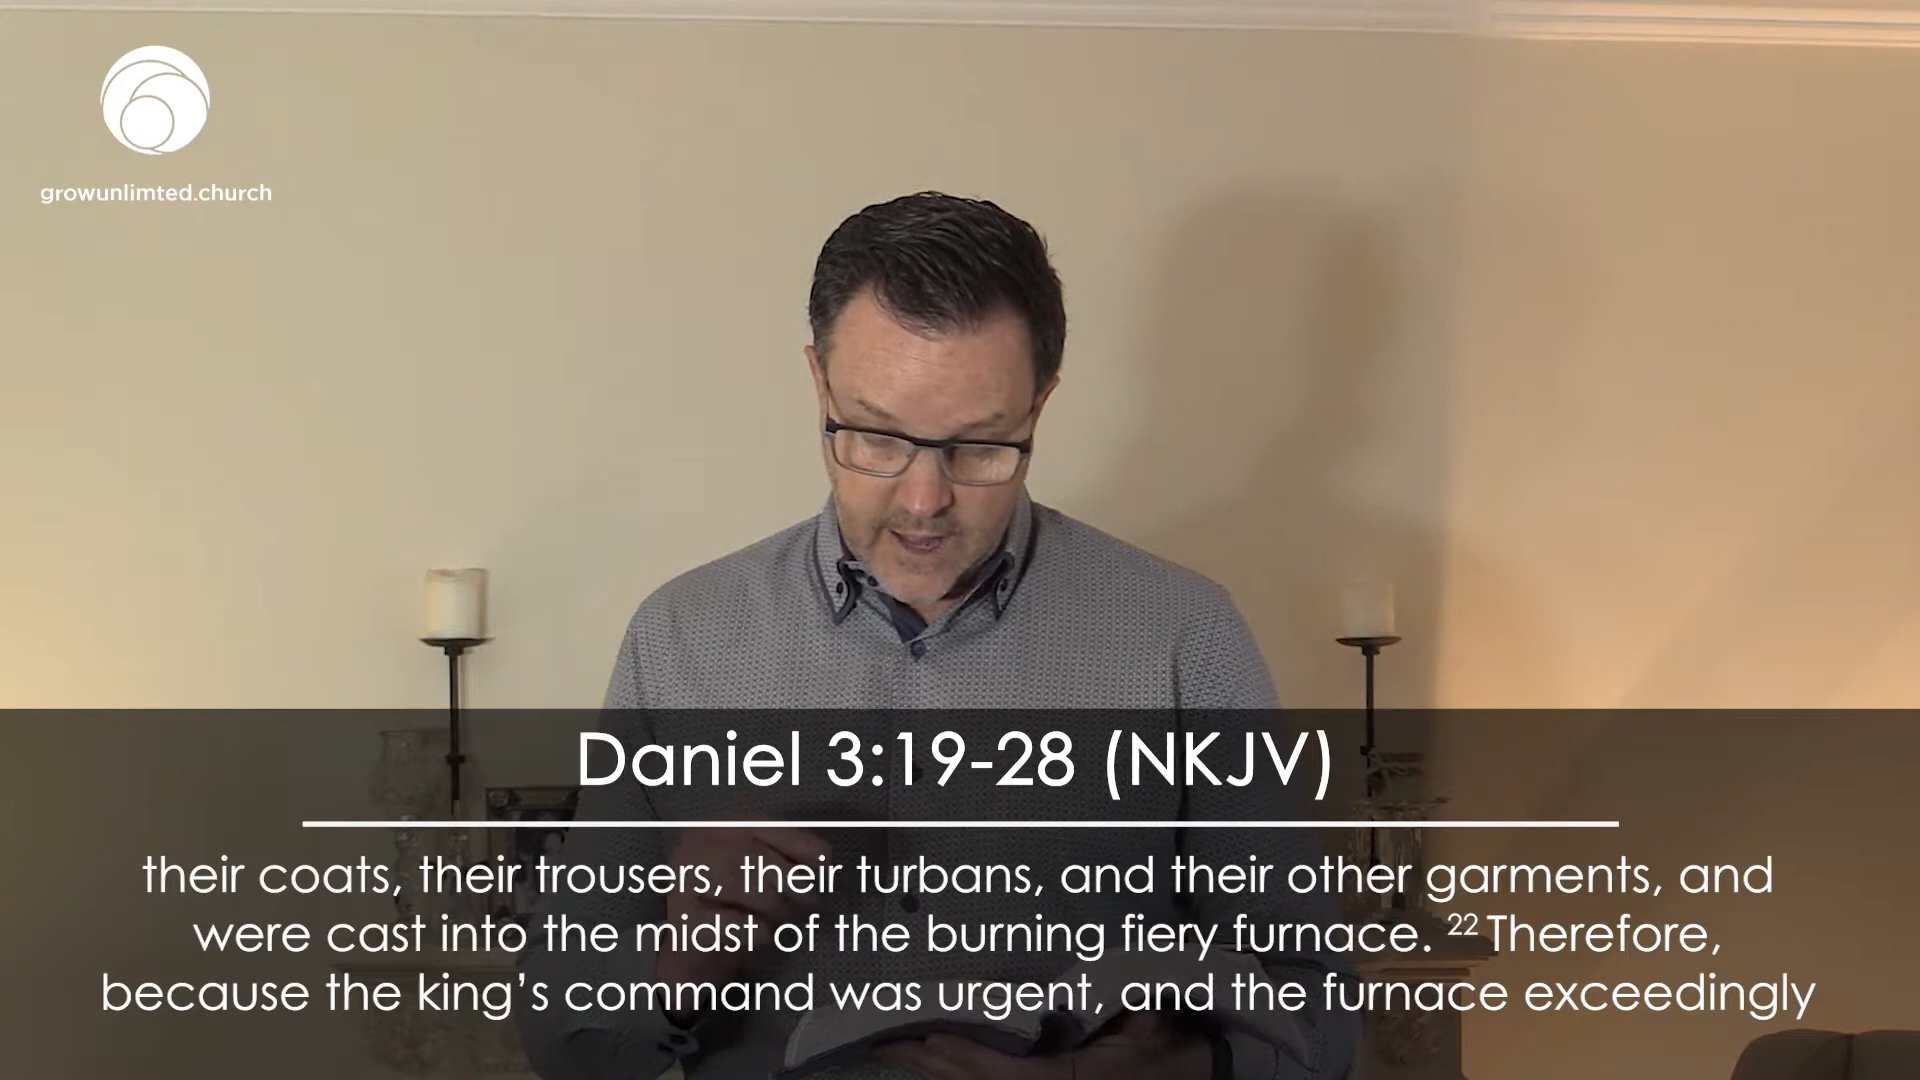 growunlimted.church
Daniel 3:19-28 (NKJV)
their coats, their trousers, their turbans, and their other garments, and
were cast into the midst of the burning fiery furnace. 22 Therefore,
because the king’s command was urgent, and the furnace exceedingly